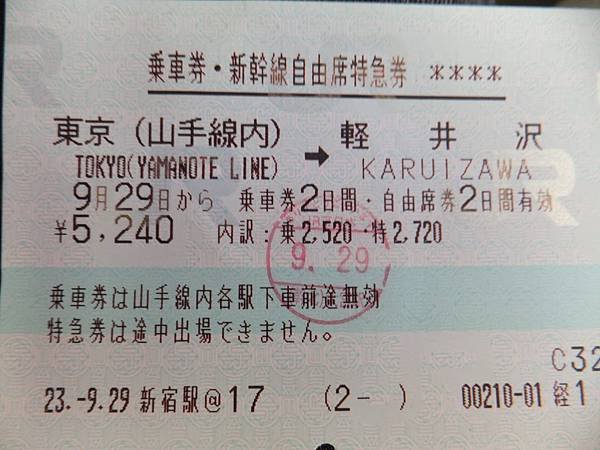 乗車券・新幹線自由席特急券 ****
東京(山手線内) → 軽井沢
TOKYO(YAMANOTE LINE) KARUIZAWA
9月29日から 乗車券2日間・自由席券2日間有効
¥5,240 内訳:乗2,520・特2,720
9.29
乗車券は山手線内各駅下車前途無効
特急券は途中出場できません。
C32
23.-9.29 新宿駅@17 (2- ) 00210-01 経1